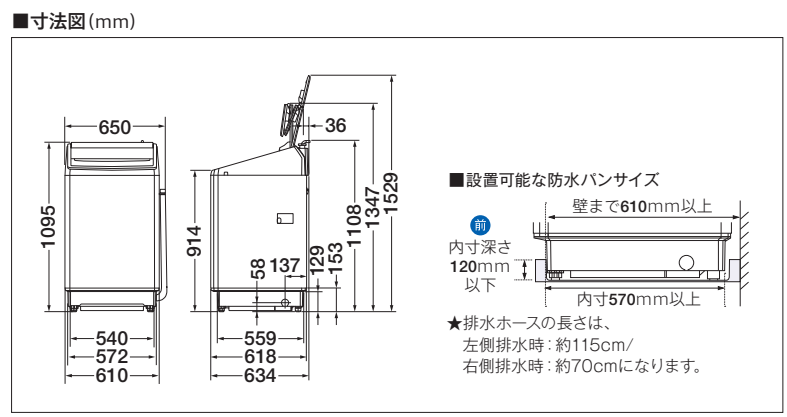 ■寸法図(mm)
650
36
1095
914
58
137
129
153
1108
1347
1529
540
572
610
559
618
634
■設置可能な防水パンサイズ
壁まで610mm以上
前
内寸深さ
120mm
以下
内寸570mm以上
★排水ホースの長さは、
左側排水時：約115cm/
右側排水時：約70cmになります。